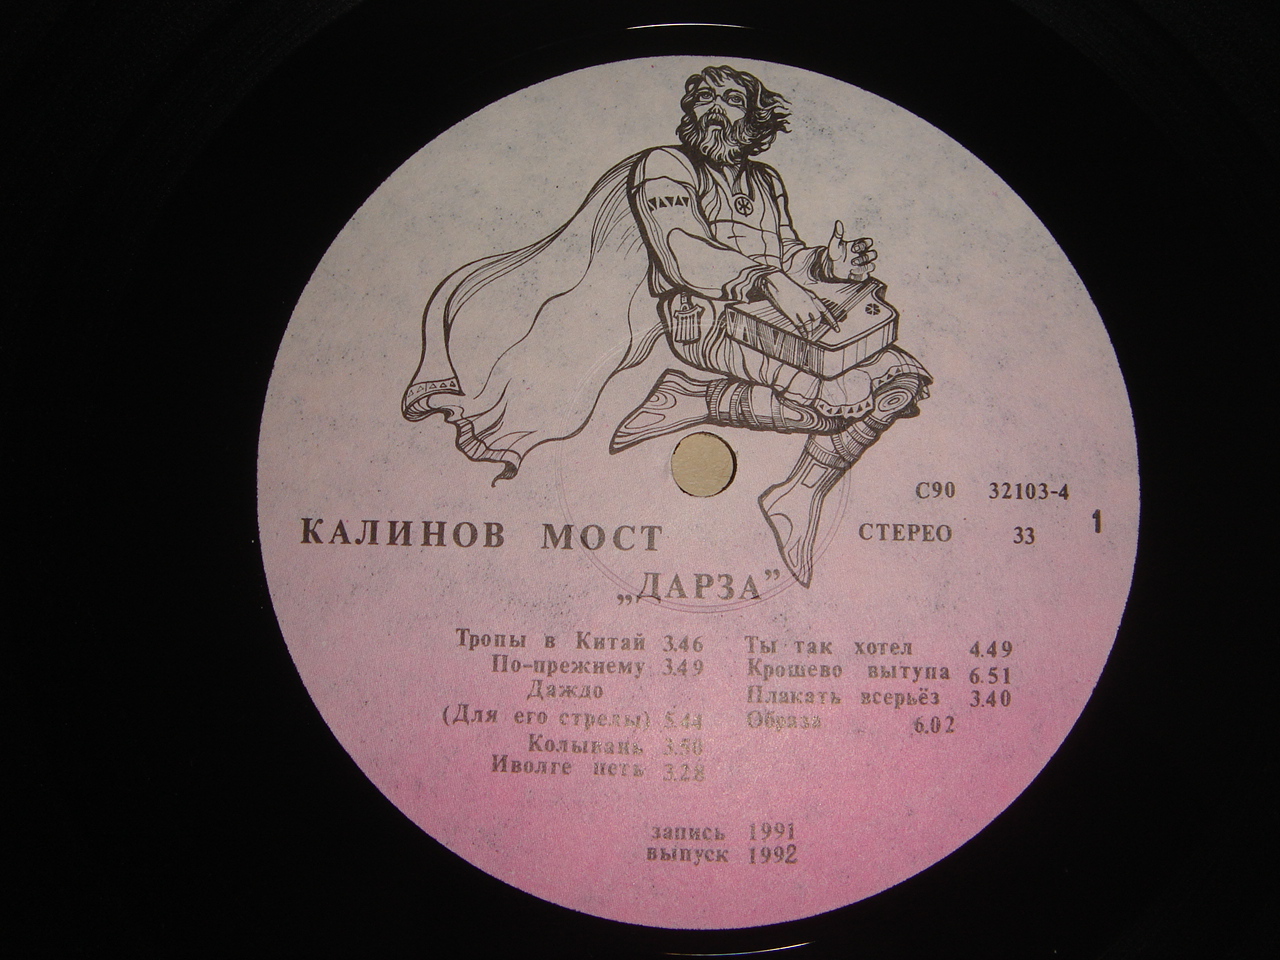 С90 32103-4
КАЛИНОВ МОСТ СТЕРЕО 33 1
„ДАРЗА”
Тропы в Китай 3.46
По-прежнему 3.49
Даждо
(Для его стрелы) 5.44
Колывань 3.50
Иволге петь 3.28
Ты так хотел 4.49
Крошево вытупа 6.51
Плакать всерьёз 3.40
Образа 6.02
запись 1991
выпуск 1992